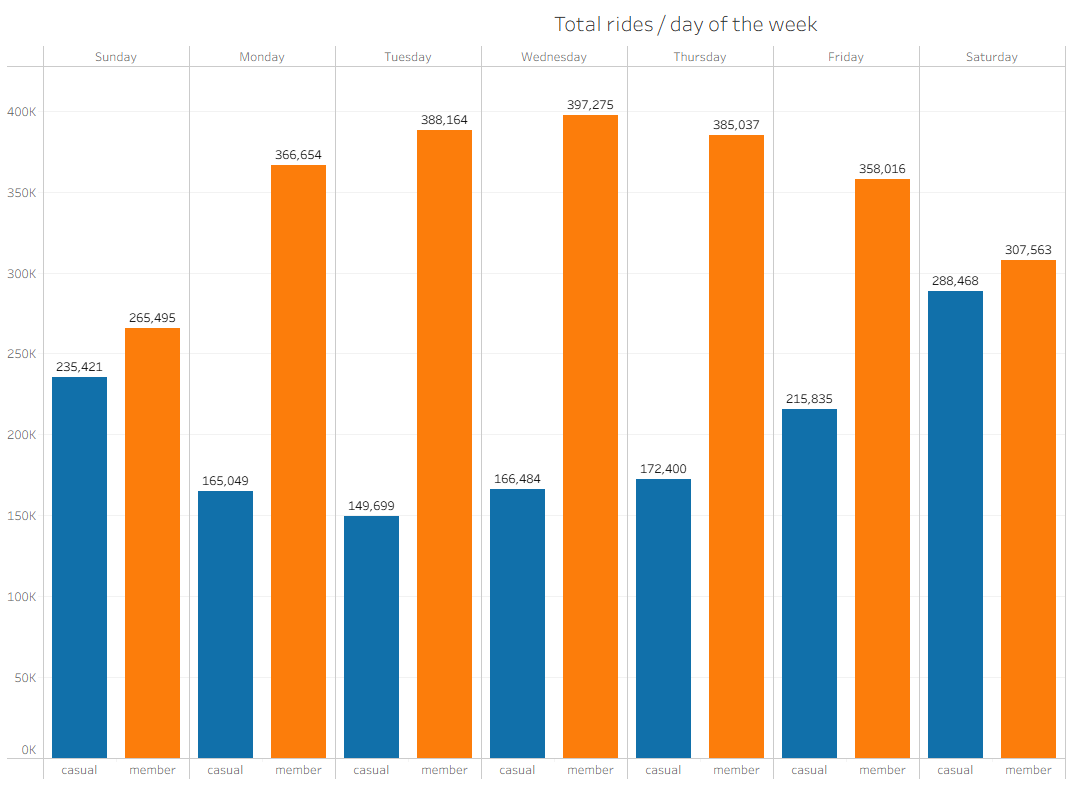 Total rides / day of the week
Sunday Monday Tuesday Wednesday Thursday Friday Saturday
400K
350K
300K
250K
200K
150K
100K
50K
0K
235,421 265,495 165,049 366,654 149,699 388,164 166,484 397,275 172,400 385,037 215,835 358,016 288,468 307,563
casual member casual member casual member casual member casual member casual member casual member